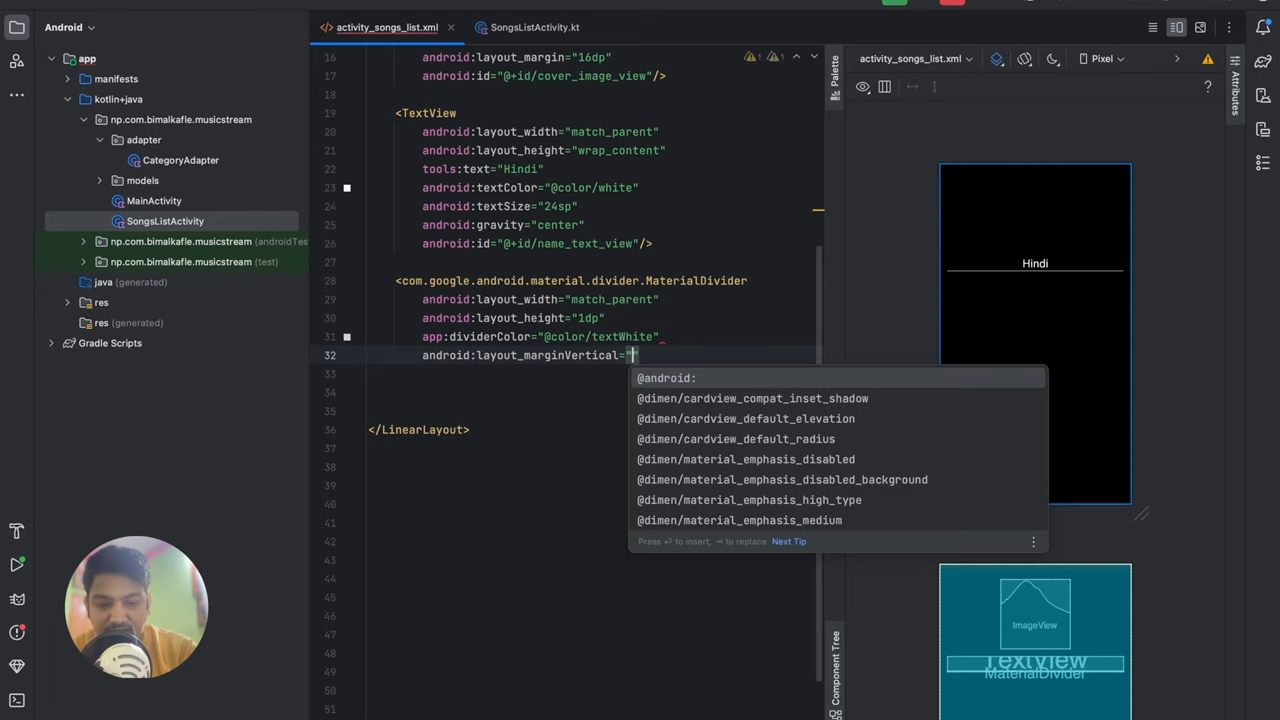 Android
activity_songs_list.xml
SongsListActivity.kt
app
manifests
kotlin+java
np.com.bimalkafle.musicstream
adapter
CategoryAdapter
models
MainActivity
SongsListActivity
np.com.bimalkafle.musicstream (androidTes
np.com.bimalkafle.musicstream (test)
java (generated)
res
res (generated)
Gradle Scripts
1 1
16 android:layout_margin="16dp"
17 android:id="@+id/cover_image_view"/>
18
19 <TextView
20 android:layout_width="match_parent"
21 android:layout_height="wrap_content"
22 tools:text="Hindi"
23 android:textColor="@color/white"
24 android:textSize="24sp"
25 android:gravity="center"
26 android:id="@+id/name_text_view"/>
27
28 <com.google.android.material.divider.MaterialDivider
29 android:layout_width="match_parent"
30 android:layout_height="1dp"
31 app:dividerColor="@color/textWhite"
32 android:layout_marginVertical=""
33
34
</LinearLayout>
37
38
39
40
41
42
43
44
45
46
47
48
49
50
51
@android:
@dimen/cardview_compat_inset_shadow
@dimen/cardview_default_elevation
@dimen/cardview_default_radius
@dimen/material_emphasis_disabled
@dimen/material_emphasis_disabled_background
@dimen/material_emphasis_high_type
@dimen/material_emphasis_medium
Press ⏎ to insert, ⇥ to replace Next Tip
Palette
Component Tree
activity_songs_list.xml
Pixel
?
Hindi
ImageView
TextView
MaterialDivider
Attributes